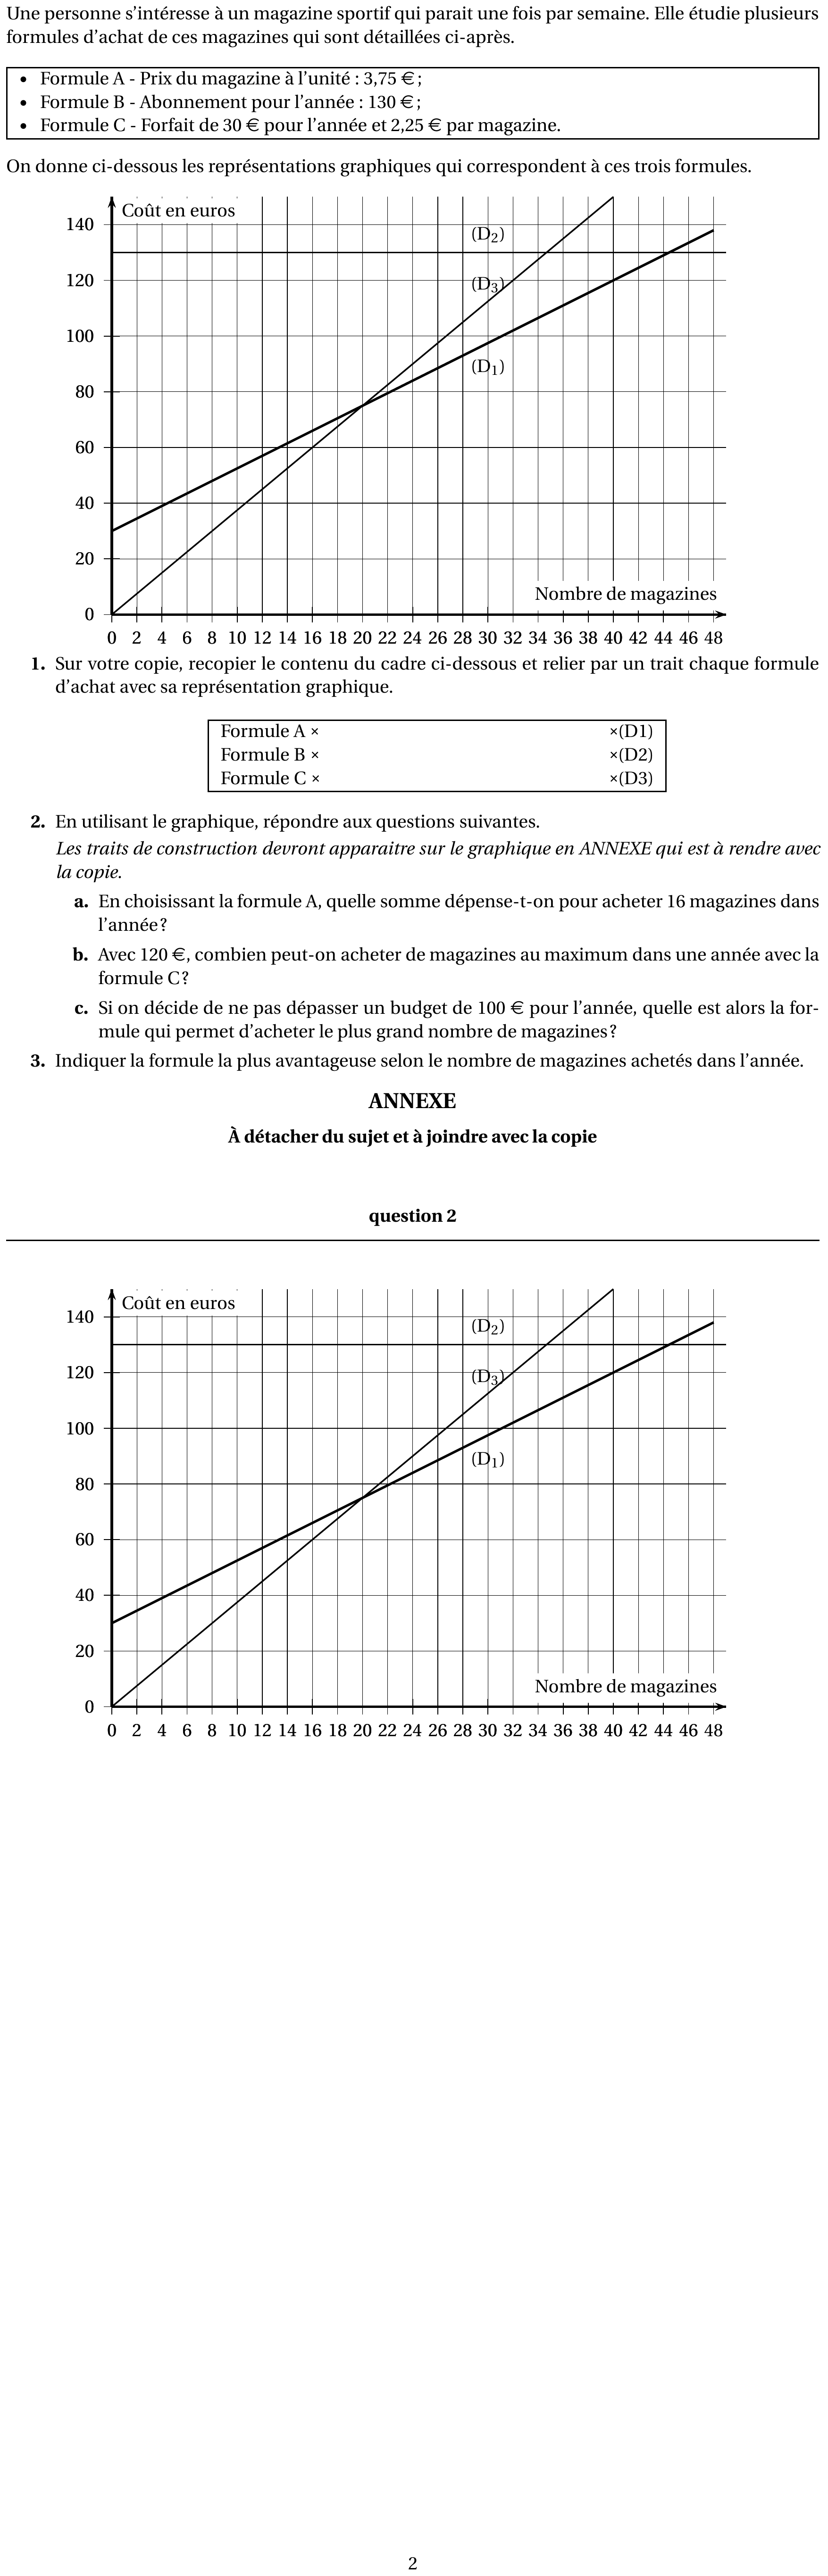 Une personne s'intéresse à un magazine sportif qui parait une fois par semaine. Elle étudie plusieurs
formules d'achat de ces magazines qui sont détaillées ci-après.
• Formule A - Prix du magazine à l'unité : 3,75 €;
• Formule B - Abonnement pour l'année : 130 €;
• Formule C - Forfait de 30 € pour l'année et 2,25 € par magazine.
On donne ci-dessous les représentations graphiques qui correspondent à ces trois formules.
Coût en euros
140
(D2)
120
(D3)
100
(D1)
80
60
40
20
Nombre de magazines
0
0 2 4 6 8 10 12 14 16 18 20 22 24 26 28 30 32 34 36 38 40 42 44 46 48
1. Sur votre copie, recopier le contenu du cadre ci-dessous et relier par un trait chaque formule
d'achat avec sa représentation graphique.
Formule A × ×(D1)
Formule B × ×(D2)
Formule C × ×(D3)
2. En utilisant le graphique, répondre aux questions suivantes.
Les traits de construction devront apparaitre sur le graphique en ANNEXE qui est à rendre avec
la copie.
a. En choisissant la formule A, quelle somme dépense-t-on pour acheter 16 magazines dans
l'année?
b. Avec 120 €, combien peut-on acheter de magazines au maximum dans une année avec la
formule C?
c. Si on décide de ne pas dépasser un budget de 100 € pour l'année, quelle est alors la for-
mule qui permet d'acheter le plus grand nombre de magazines?
3. Indiquer la formule la plus avantageuse selon le nombre de magazines achetés dans l'année.
ANNEXE
À détacher du sujet et à joindre avec la copie
question 2
Coût en euros
140
(D2)
120
(D3)
100
(D1)
80
60
40
20
Nombre de magazines
0
0 2 4 6 8 10 12 14 16 18 20 22 24 26 28 30 32 34 36 38 40 42 44 46 48
2